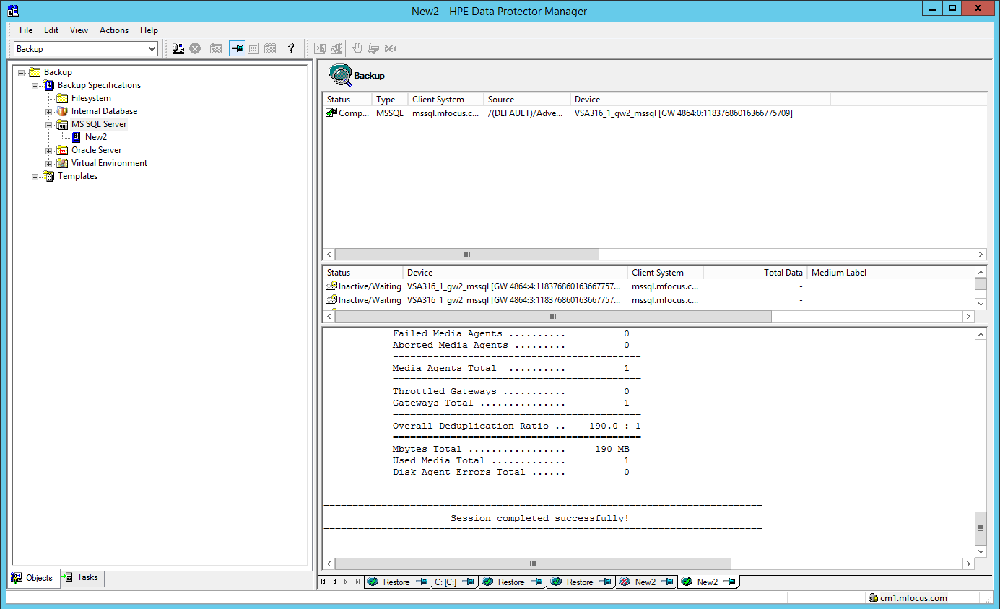 New2 - HPE Data Protector Manager
File Edit View Actions Help
Backup
?
Backup
Backup Specifications
Filesystem
Internal Database
MS SQL Server
New2
Oracle Server
Virtual Environment
Templates
Objects Tasks
Backup
Status Type Client System Source Device
Comp... MSSQL mssql.mfocus.c... /(DEFAULT)/Adve... VSA316_1_gw2_mssql [GW 4864:0:11837686016366775709]
Status Device Client System Total Data Medium Label
Inactive/Waiting VSA316_1_gw2_mssql [GW 4864:4:118376860163667757... mssql.mfocus.c... -
Inactive/Waiting VSA316_1_gw2_mssql [GW 4864:3:118376860163667757... mssql.mfocus.c... -
Failed Media Agents .......... 0
Aborted Media Agents ......... 0
-------------------------------------------
Media Agents Total .......... 1
===========================================
Throttled Gateways ........... 0
Gateways Total ............... 1
===========================================
Overall Deduplication Ratio .. 190.0 : 1
===========================================
Mbytes Total ................. 190 MB
Used Media Total ............. 1
Disk Agent Errors Total ...... 0
============================================================================
Session completed successfully!
============================================================================
Restore C: [C:] Restore Restore New2 New2
cm1.mfocus.com